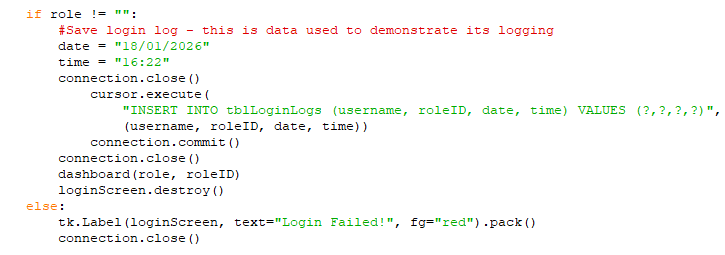 if role != "":
    #Save login log - this is data used to demonstrate its logging
    date = "18/01/2026"
    time = "16:22"
    connection.close()
        cursor.execute(
            "INSERT INTO tblLoginLogs (username, roleID, date, time) VALUES (?,?,?,?)",
            (username, roleID, date, time))
        connection.commit()
    connection.close()
    dashboard(role, roleID)
    loginScreen.destroy()
else:
    tk.Label(loginScreen, text="Login Failed!", fg="red").pack()
    connection.close()